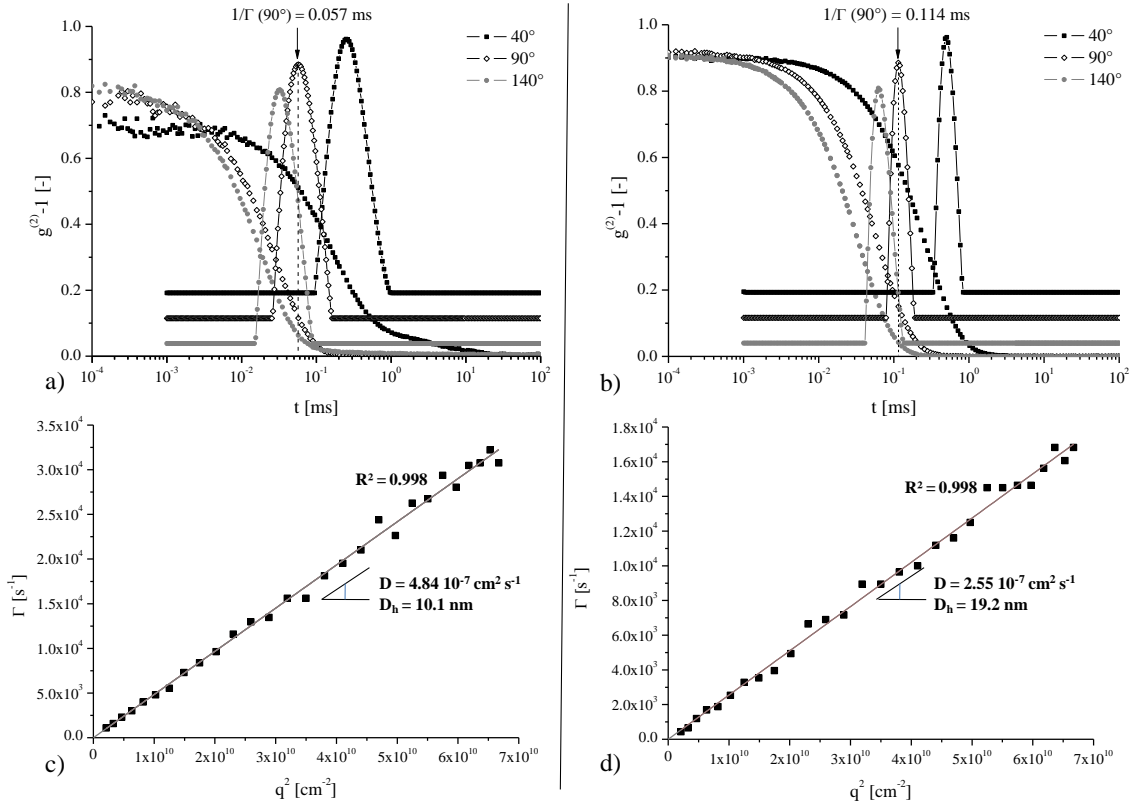 1/Γ (90°) = 0.057 ms
1.0
0.8
0.6
0.4
0.2
0.0
g(2)-1 [-]
40°
90°
140°
10-4
10-3
10-2
10-1
100
101
102
a)
t [ms]
1/Γ (90°) = 0.114 ms
1.0
0.8
0.6
0.4
0.2
0.0
g(2)-1 [-]
40°
90°
140°
10-4
10-3
10-2
10-1
100
101
102
b)
t [ms]
3.5x104
3.0x104
2.5x104
2.0x104
1.5x104
1.0x104
5.0x103
0.0
Γ [s-1]
R2 = 0.998
D = 4.84 10-7 cm2 s-1
Dh = 10.1 nm
0
1x1010
2x1010
3x1010
4x1010
5x1010
6x1010
7x1010
c)
q2 [cm-2]
1.8x104
1.6x104
1.4x104
1.2x104
1.0x104
8.0x103
6.0x103
4.0x103
2.0x103
0.0
Γ [s-1]
R2 = 0.998
D = 2.55 10-7 cm2 s-1
Dh = 19.2 nm
0
1x1010
2x1010
3x1010
4x1010
5x1010
6x1010
7x1010
d)
q2 [cm-2]